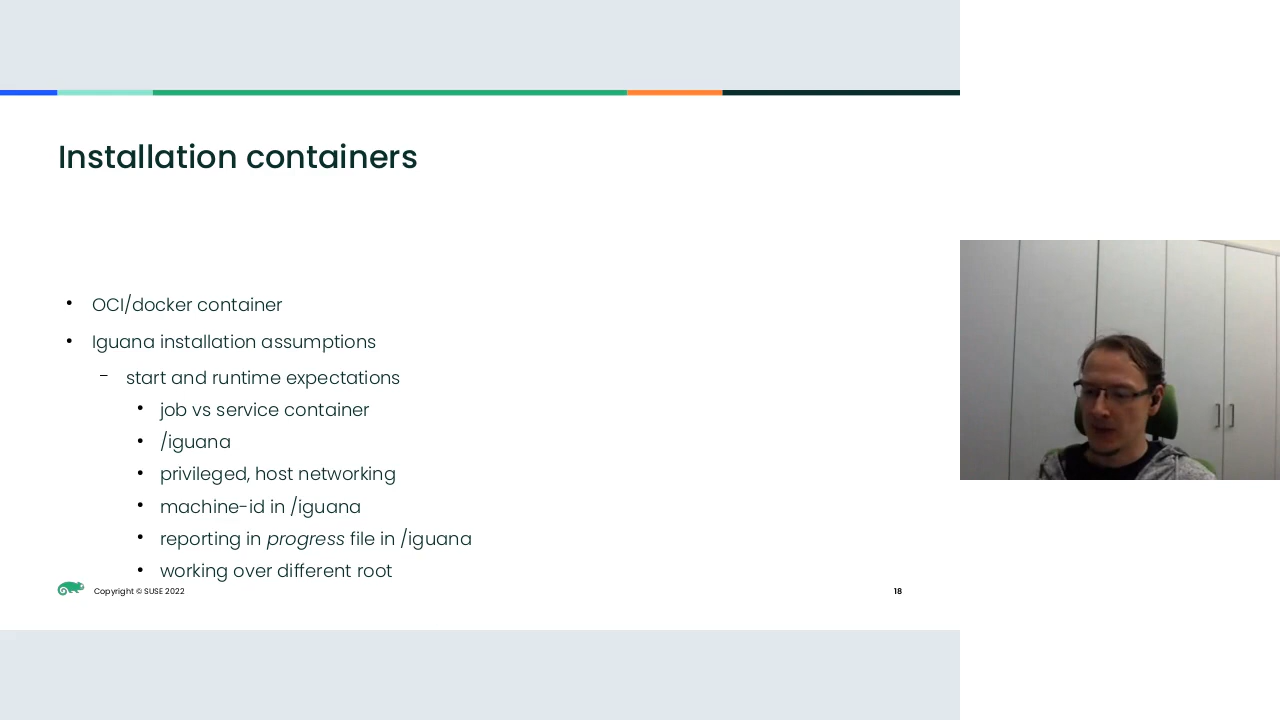 Installation containers
• OCI/docker container
• Iguana installation assumptions
– start and runtime expectations
• job vs service container
• /iguana
• privileged, host networking
• machine-id in /iguana
• reporting in progress file in /iguana
• working over different root
Copyright © SUSE 2022
18